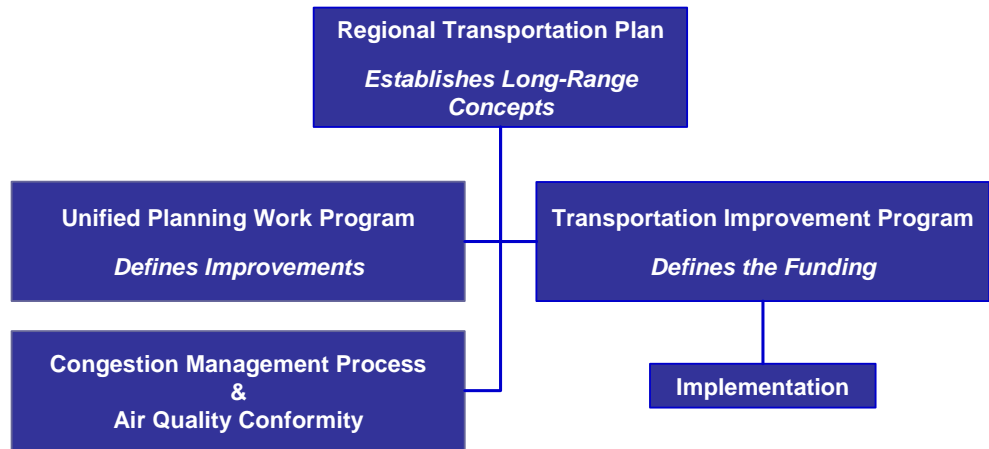 Regional Transportation Plan
Establishes Long-Range
Concepts
Unified Planning Work Program
Defines Improvements
Transportation Improvement Program
Defines the Funding
Congestion Management Process
&
Air Quality Conformity
Implementation